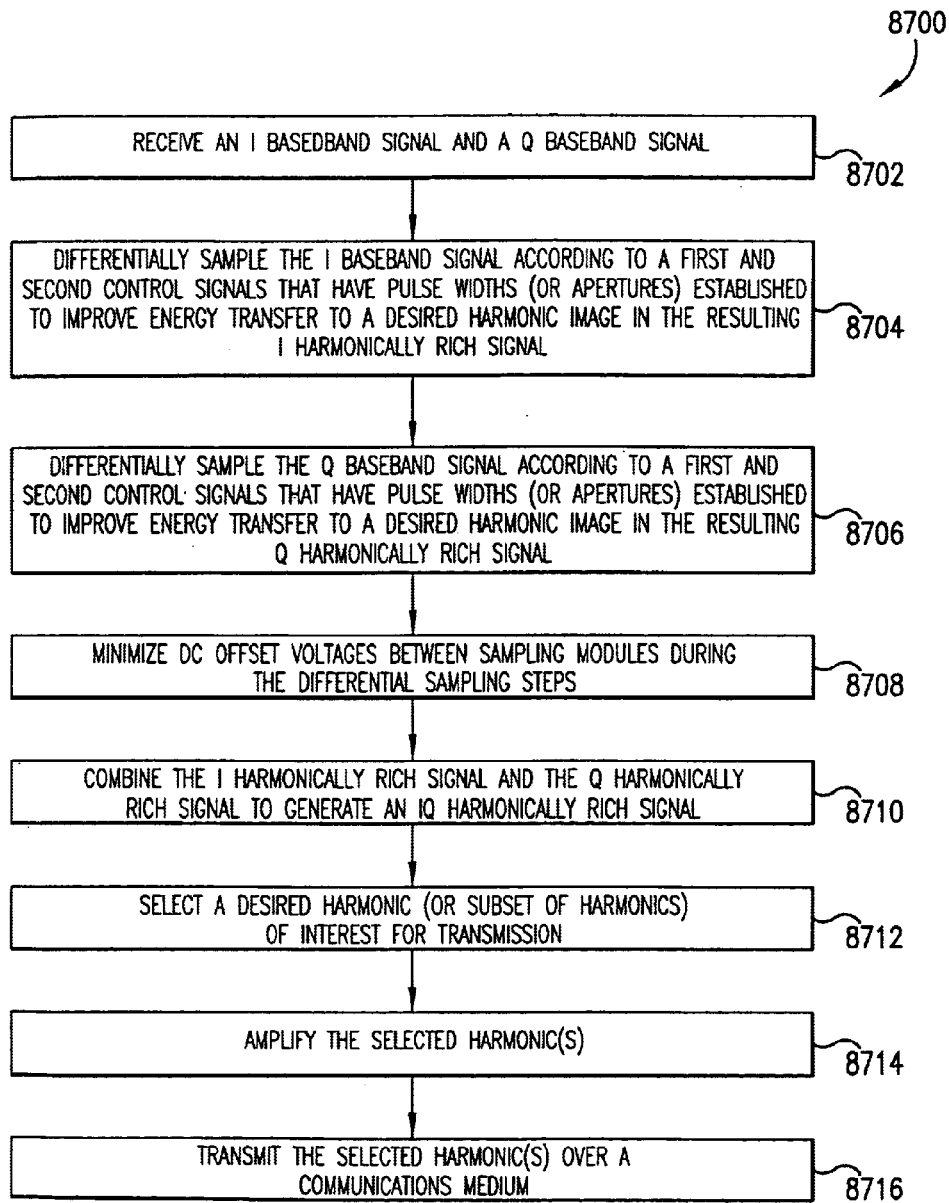 8700
RECEIVE AN I BASEDBAND SIGNAL AND A Q BASEBAND SIGNAL
8702
DIFFERENTIALLY SAMPLE THE I BASEBAND SIGNAL ACCORDING TO A FIRST AND
SECOND CONTROL SIGNALS THAT HAVE PULSE WIDTHS (OR APERTURES) ESTABLISHED
TO IMPROVE ENERGY TRANSFER TO A DESIRED HARMONIC IMAGE IN THE RESULTING
I HARMONICALLY RICH SIGNAL
8704
DIFFERENTIALLY SAMPLE THE Q BASEBAND SIGNAL ACCORDING TO A FIRST AND
SECOND CONTROL SIGNALS THAT HAVE PULSE WIDTHS (OR APERTURES) ESTABLISHED
TO IMPROVE ENERGY TRANSFER TO A DESIRED HARMONIC IMAGE IN THE RESULTING
Q HARMONICALLY RICH SIGNAL
8706
MINIMIZE DC OFFSET VOLTAGES BETWEEN SAMPLING MODULES DURING
THE DIFFERENTIAL SAMPLING STEPS
8708
COMBINE THE I HARMONICALLY RICH SIGNAL AND THE Q HARMONICALLY
RICH SIGNAL TO GENERATE AN IQ HARMONICALLY RICH SIGNAL
8710
SELECT A DESIRED HARMONIC (OR SUBSET OF HARMONICS)
OF INTEREST FOR TRANSMISSION
8712
AMPLIFY THE SELECTED HARMONIC(S)
8714
TRANSMIT THE SELECTED HARMONIC(S) OVER A
COMMUNICATIONS MEDIUM
8716